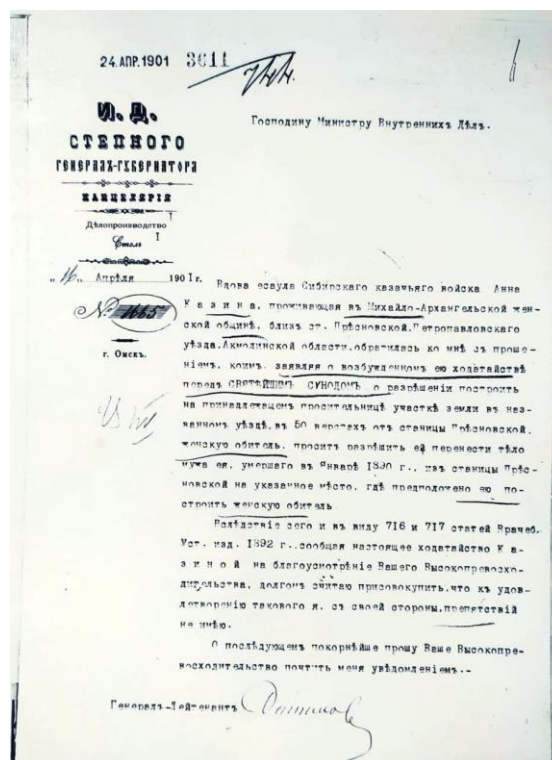 24. АПР. 1901 3611
Господину Министру Внутреннихъ Дѣлъ.
И. Д.
СТЕПНОГО
ГЕНЕРАЛЪ-ГУБЕРНАТОРА
КАНЦЕЛЯРІЯ
Дѣлопроизводство I
Столъ I
„16„ Апрѣля 1901 г.
№ 1665
г. Омскъ.
Вдова есаула Сибирскаго казачьяго войска Анна
Казина, проживающая въ Михайло-Архангельской жен-
ской общинѣ, близъ ст. Прѣсновской, Петропавловскаго
уѣзда, Акмолинской области, обратилась ко мнѣ съ проше-
ніемъ, коимъ, заявляя о возбужденномъ ею ходатайствѣ
передъ СВЯТѢЙШИМЪ СУНОДОМЪ о разрѣшеніи построить
на принадлежащемъ просительницѣ участкѣ земли въ наз-
ванномъ уѣздѣ, въ 50 верстахъ отъ станицы Прѣсновской,
женскую обитель, проситъ разрѣшить ей перенести тѣло
мужа ея, умершаго въ Январѣ 1890 г., изъ станицы Прѣс-
новской на указанное мѣсто, гдѣ предположено ею по-
строить женскую обитель
Вслѣдствіе сего и въ виду 716 и 717 статей Врачеб.
Уст. изд. 1892 г., сообщая настоящее ходатайство Ка-
зиной на благоусмотрѣніе Вашего Высокопревосхо-
дительства, долгомъ считаю присовокупить, что къ удов-
летворенію таковаго я, съ своей стороны, препятствій
не имѣю.
О послѣдующемъ покорнѣйше прошу Ваше Высокопре-
восходительство почтить меня увѣдомленіемъ.-
Генералъ-Лейтенантъ